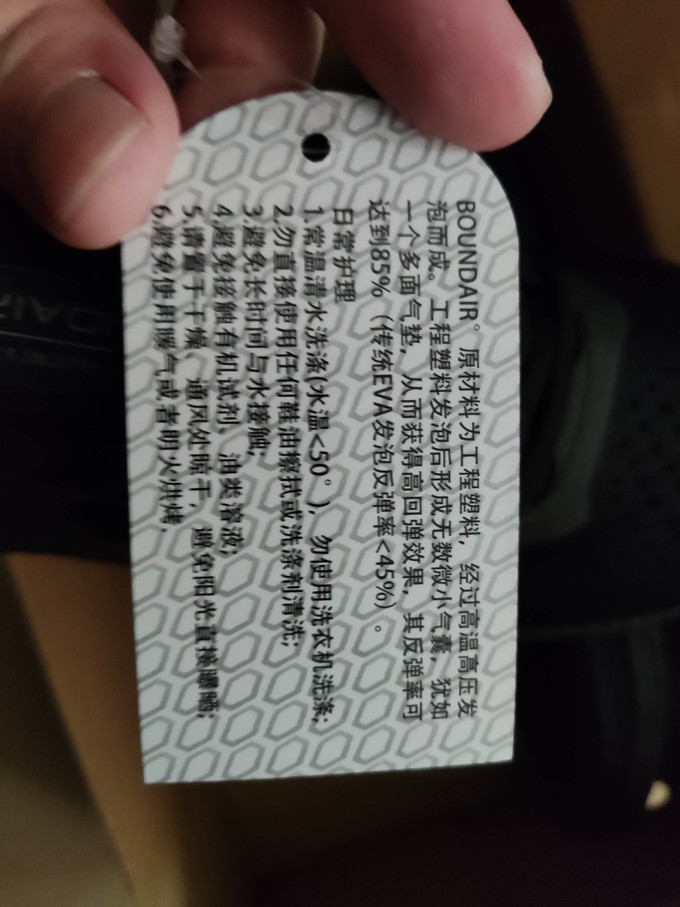 BOUNDAIR® 原材料为工程塑料，经过高温高压发
泡而成。工程塑料发泡后形成无数微小气囊，犹如
一个多面气垫，从而获得高回弹效果，其反弹率可
达到85%（传统EVA发泡反弹率<45%）。
日常护理
1.常温清水洗涤(水温<50°)，勿使用洗衣机洗涤;
2.勿直接使用任何鞋油擦拭或洗涤剂清洗;
3.避免长时间与水接触;
4.避免接触有机试剂、油类溶液;
5.请置于干燥、通风处晾干，避免阳光直接曝晒;
6.避免使用暖气或者明火烘烤.